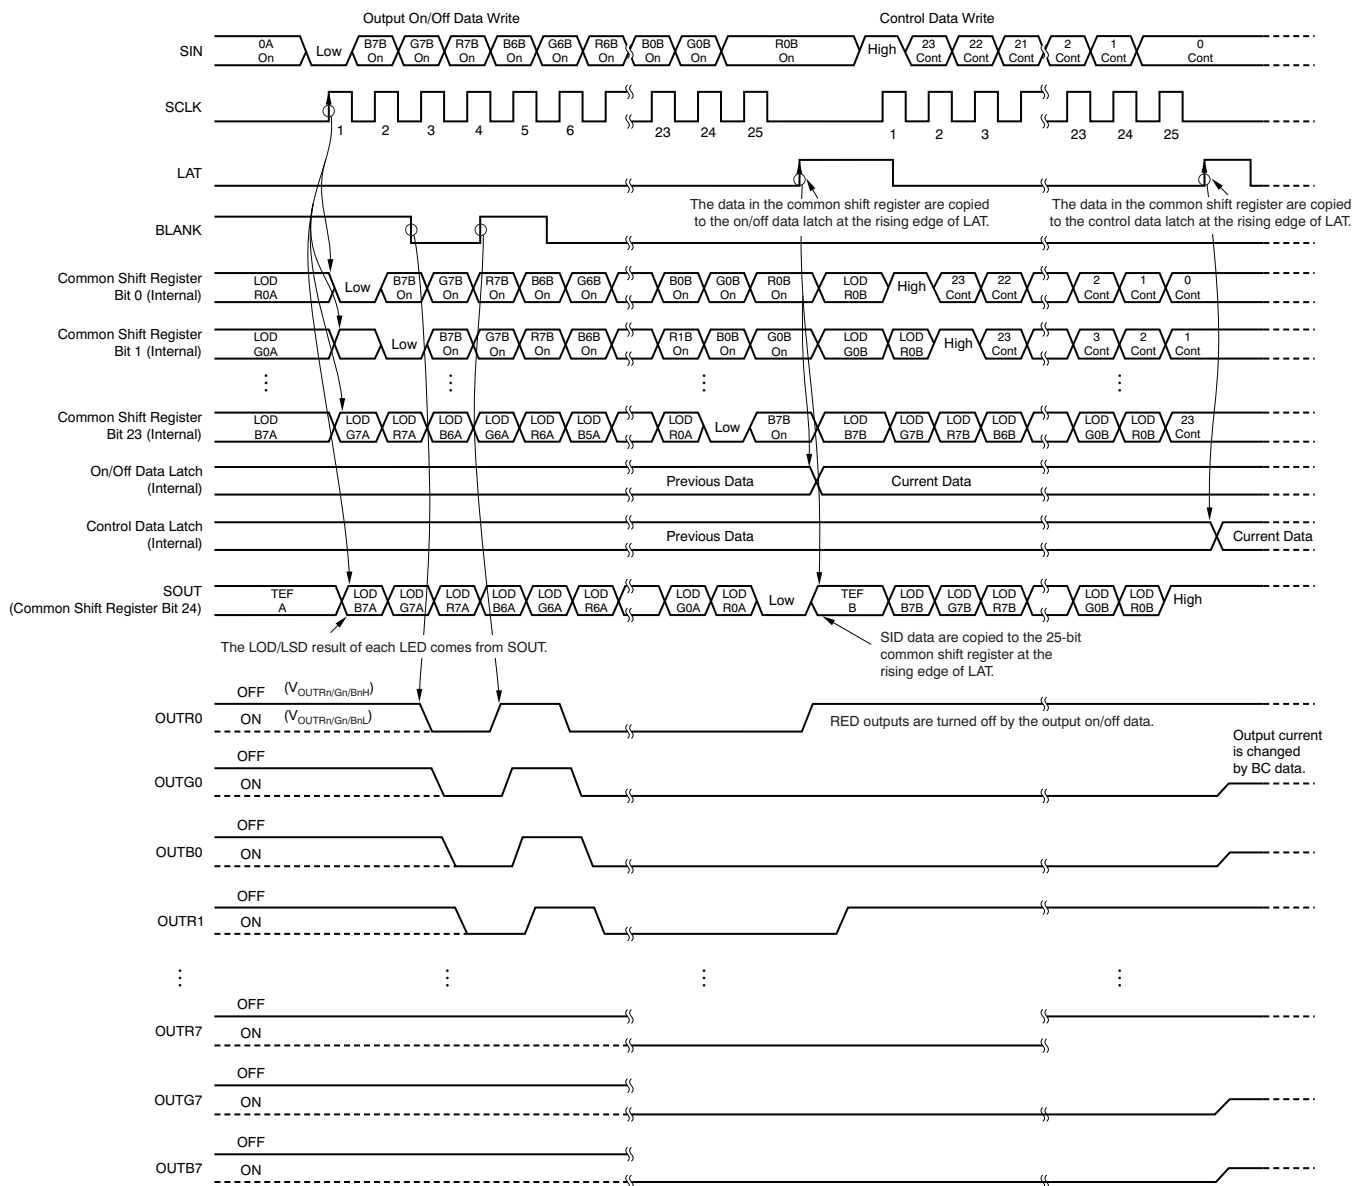 Output On/Off Data Write
Control Data Write
SIN
0A On
Low
B7B On
G7B On
R7B On
B6B On
G6B On
R6B On
B0B On
G0B On
R0B On
High
23 Cont
22 Cont
21 Cont
2 Cont
1 Cont
0 Cont
SCLK
1 2 3 4 5 6 23 24 25 1 2 3 23 24 25
LAT
The data in the common shift register are copied
to the on/off data latch at the rising edge of LAT.
The data in the common shift register are copied
to the control data latch at the rising edge of LAT.
BLANK
Common Shift Register
Bit 0 (Internal)
LOD R0A
Low
B7B On
G7B On
R7B On
B6B On
G6B On
B0B On
G0B On
R0B On
LOD R0B
High
23 Cont
22 Cont
2 Cont
1 Cont
0 Cont
Common Shift Register
Bit 1 (Internal)
LOD G0A
Low
B7B On
G7B On
R7B On
B6B On
R1B On
B0B On
G0B On
LOD G0B
LOD R0B
High
23 Cont
3 Cont
2 Cont
1 Cont
Common Shift Register
Bit 23 (Internal)
LOD B7A
LOD G7A
LOD R7A
LOD B6A
LOD G6A
LOD R6A
LOD B5A
LOD R0A
Low
B7B On
LOD B7B
LOD G7B
LOD R7B
LOD B6B
LOD G0B
LOD R0B
23 Cont
On/Off Data Latch
(Internal)
Previous Data
Current Data
Control Data Latch
(Internal)
Previous Data
Current Data
SOUT
(Common Shift Register Bit 24)
TEF A
LOD B7A
LOD G7A
LOD R7A
LOD B6A
LOD G6A
LOD R6A
LOD G0A
LOD R0A
Low
TEF B
LOD B7B
LOD G7B
LOD R7B
LOD G0B
LOD R0B
High
The LOD/LSD result of each LED comes from SOUT.
SID data are copied to the 25-bit
common shift register at the
rising edge of LAT.
OFF (VOUTRn/Gn/BnH)
OUTR0
ON (VOUTRn/Gn/BnL)
RED outputs are turned off by the output on/off data.
Output current
is changed
by BC data.
OFF
OUTG0
ON
OFF
OUTB0
ON
OFF
OUTR1
ON
OFF
OUTR7
ON
OFF
OUTG7
ON
OFF
OUTB7
ON